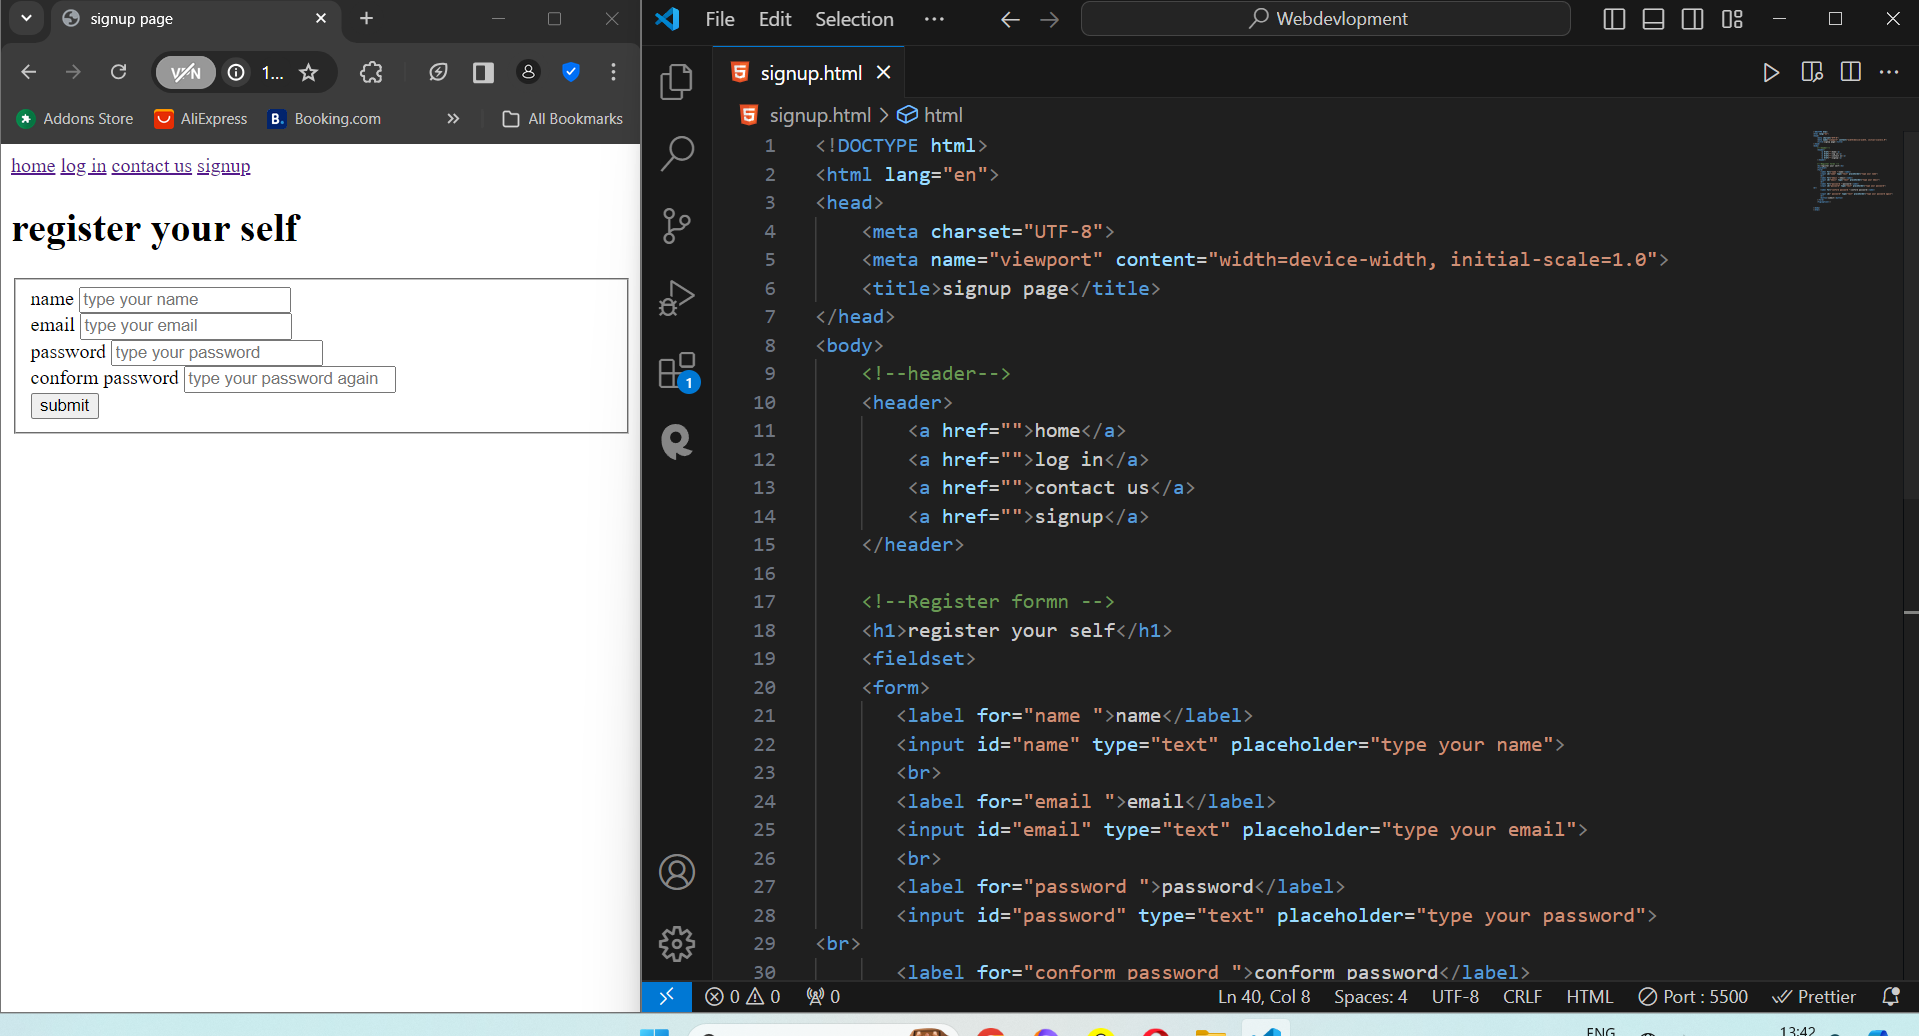 signup page
VPN
1...
Addons Store
AliExpress
B. Booking.com
All Bookmarks
home log in contact us signup
register your self
name type your name
email type your email
password type your password
conform password type your password again
submit
File Edit Selection ...
Webdevlopment
signup.html
signup.html > html
1 <!DOCTYPE html>
2 <html lang="en">
3 <head>
4 <meta charset="UTF-8">
5 <meta name="viewport" content="width=device-width, initial-scale=1.0">
6 <title>signup page</title>
7 </head>
8 <body>
9 <!--header-->
10 <header>
11 <a href="">home</a>
12 <a href="">log in</a>
13 <a href="">contact us</a>
14 <a href="">signup</a>
15 </header>
16
17 <!--Register formn -->
18 <h1>register your self</h1>
19 <fieldset>
20 <form>
21 <label for="name ">name</label>
22 <input id="name" type="text" placeholder="type your name">
23 <br>
24 <label for="email ">email</label>
25 <input id="email" type="text" placeholder="type your email">
26 <br>
27 <label for="password ">password</label>
28 <input id="password" type="text" placeholder="type your password">
29 <br>
30 <label for="conform password ">conform password</label>
1
0 0 0
Ln 40, Col 8 Spaces: 4 UTF-8 CRLF HTML Port : 5500 Prettier
ENG
13:42